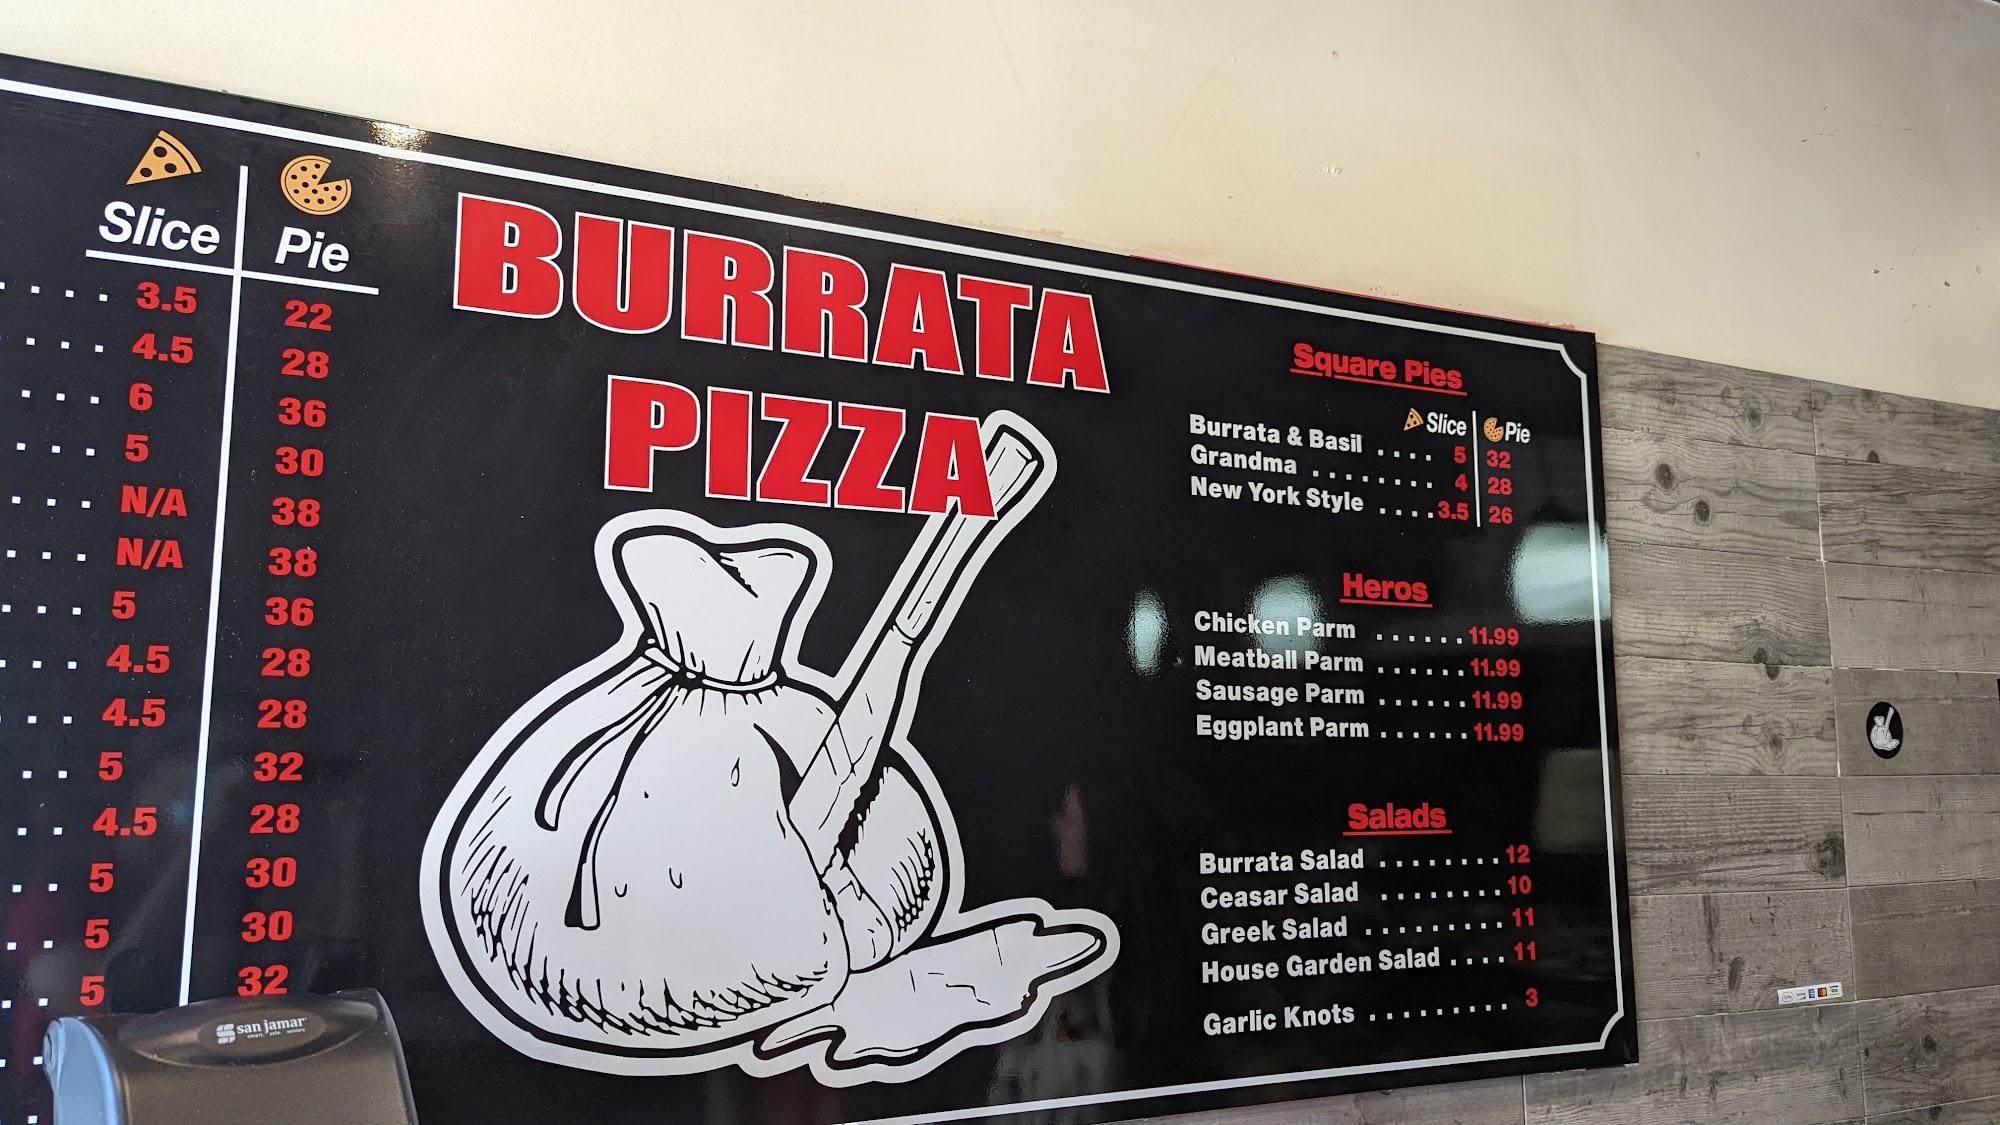 Slice Pie
3.5 22
4.5 28
6 36
5 30
N/A 38
N/A 38
5 36
4.5 28
4.5 28
5 32
4.5 28
5 30
5 30
5 32
san jamar
BURRATA
PIZZA
Square Pies
Slice Pie
Burrata & Basil .... 5 32
Grandma ........ 4 28
New York Style ....3.5 26
Heros
Chicken Parm ......11.99
Meatball Parm ......11.99
Sausage Parm ......11.99
Eggplant Parm ......11.99
Salads
Burrata Salad ........12
Ceasar Salad ........10
Greek Salad .........11
House Garden Salad ....11
Garlic Knots ......... 3